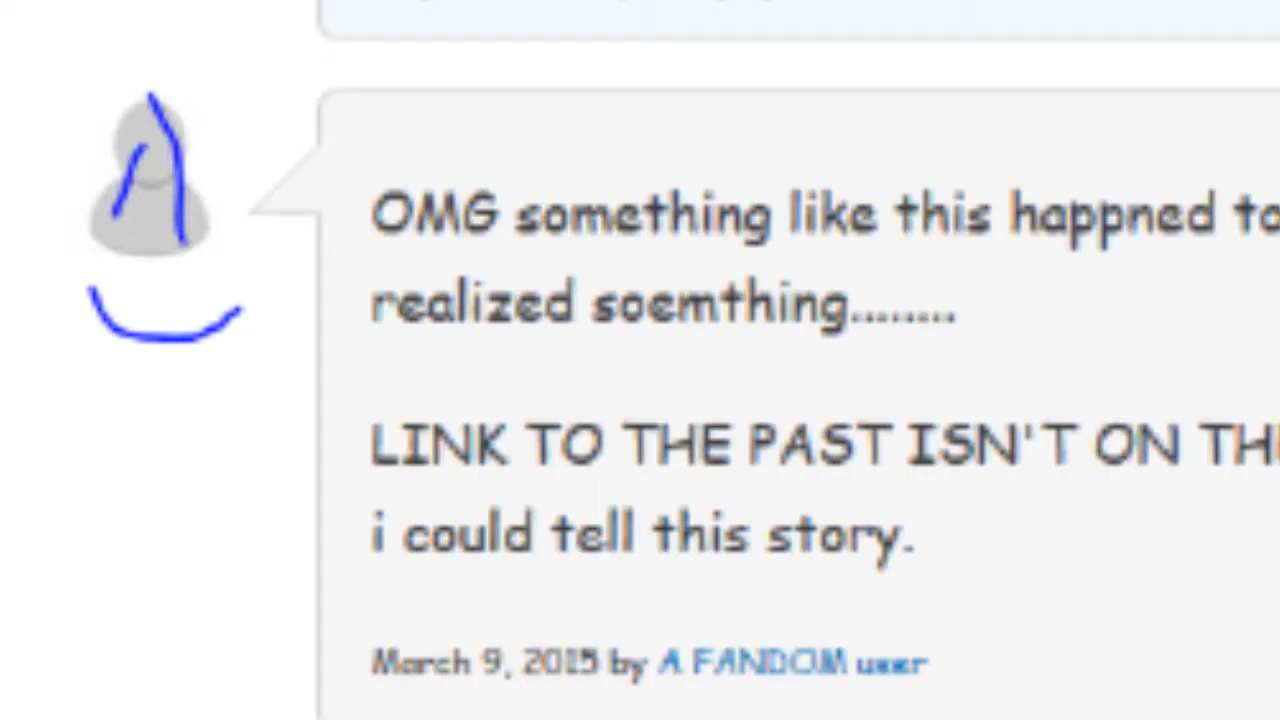 OMG something like this happned to
realized soemthing........
LINK TO THE PAST ISN'T ON THE
i could tell this story.
March 9, 2015 by A FANDOM user